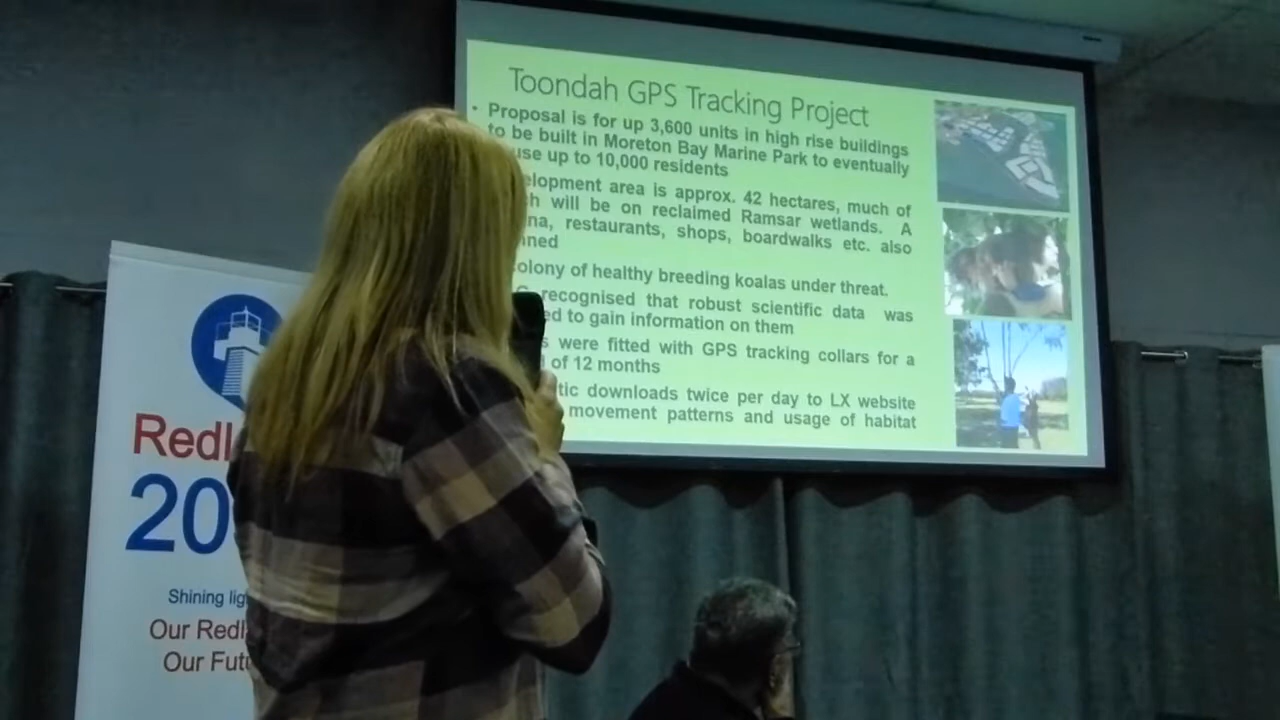 Toondah GPS Tracking Project
• Proposal is for up 3,600 units in high rise buildings
to be built in Moreton Bay Marine Park to eventually
use up to 10,000 residents
elopment area is approx. 42 hectares, much of
h will be on reclaimed Ramsar wetlands. A
na, restaurants, shops, boardwalks etc. also
nned
olony of healthy breeding koalas under threat.
recognised that robust scientific data was
ed to gain information on them
s were fitted with GPS tracking collars for a
of 12 months
tic downloads twice per day to LX website
movement patterns and usage of habitat
Redl
20
Shining lig
Our Redl
Our Futu